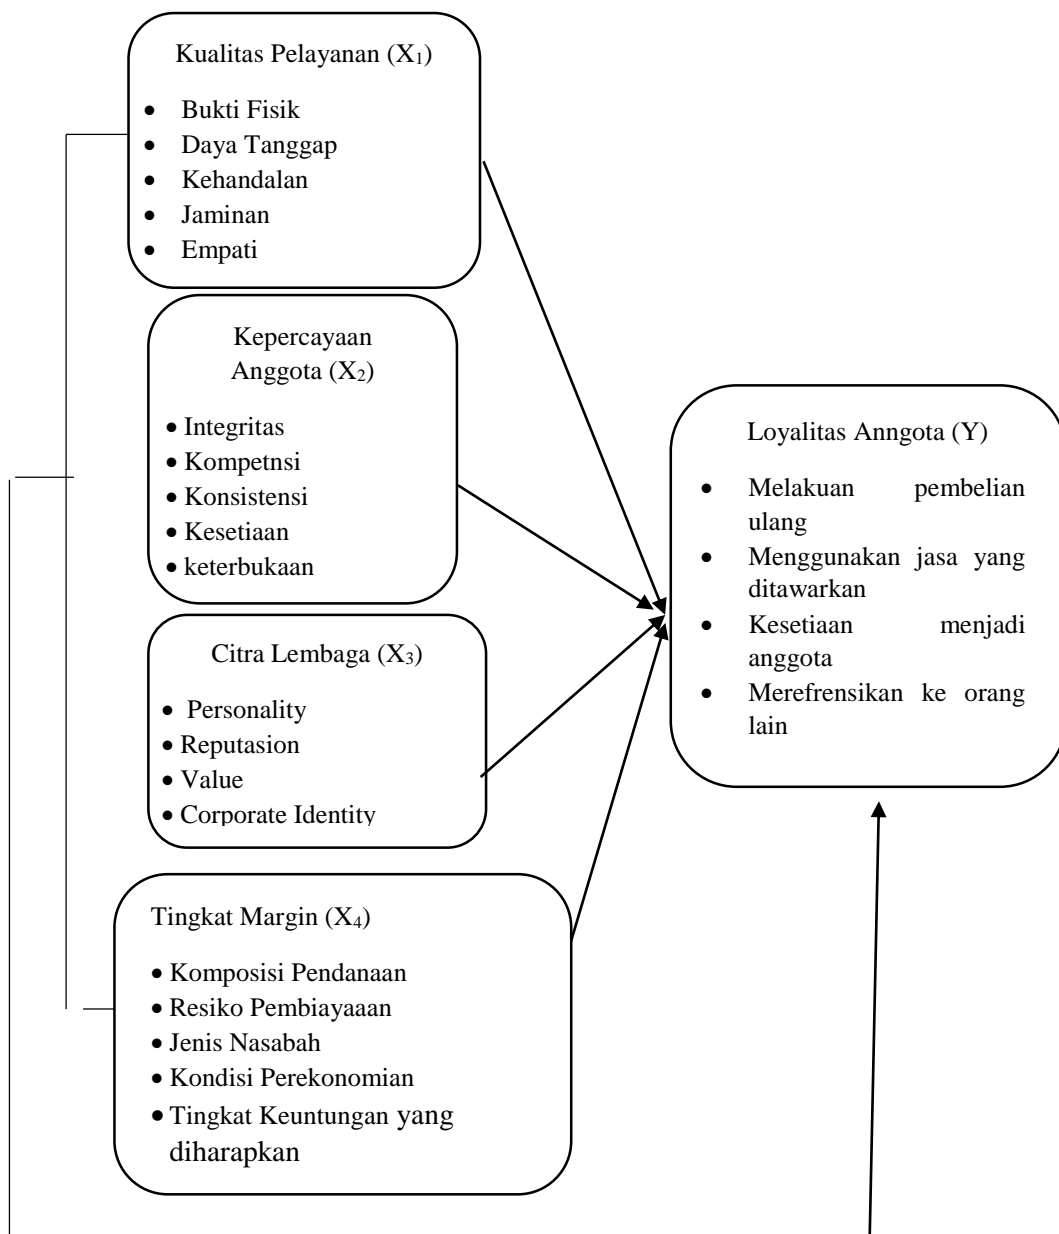 Kualitas Pelayanan (X₁)
• Bukti Fisik
• Daya Tanggap
• Kehandalan
• Jaminan
• Empati
Kepercayaan
Anggota (X₂)
• Integritas
• Kompetnsi
• Konsistensi
• Kesetiaan
• keterbukaan
Citra Lembaga (X₃)
• Personality
• Reputasion
• Value
• Corporate Identity
Tingkat Margin (X₄)
• Komposisi Pendanaan
• Resiko Pembiayaaan
• Jenis Nasabah
• Kondisi Perekonomian
• Tingkat Keuntungan yang
diharapkan
Loyalitas Anngota (Y)
• Melakuan pembelian
ulang
• Menggunakan jasa yang
ditawarkan
• Kesetiaan menjadi
anggota
• Merefrensikan ke orang
lain